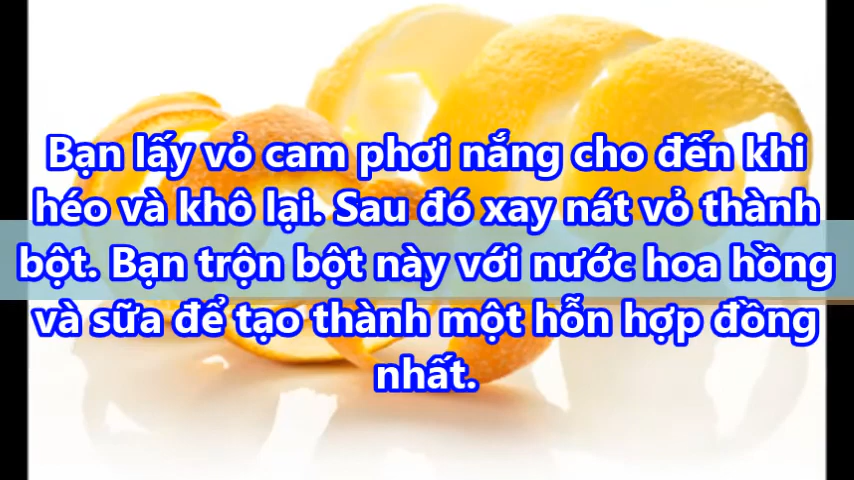 Bạn lấy vỏ cam phơi nắng cho đến khi
héo và khô lại. Sau đó xay nát vỏ thành
bột. Bạn trộn bột này với nước hoa hồng
và sữa để tạo thành một hỗn hợp đồng
nhất.